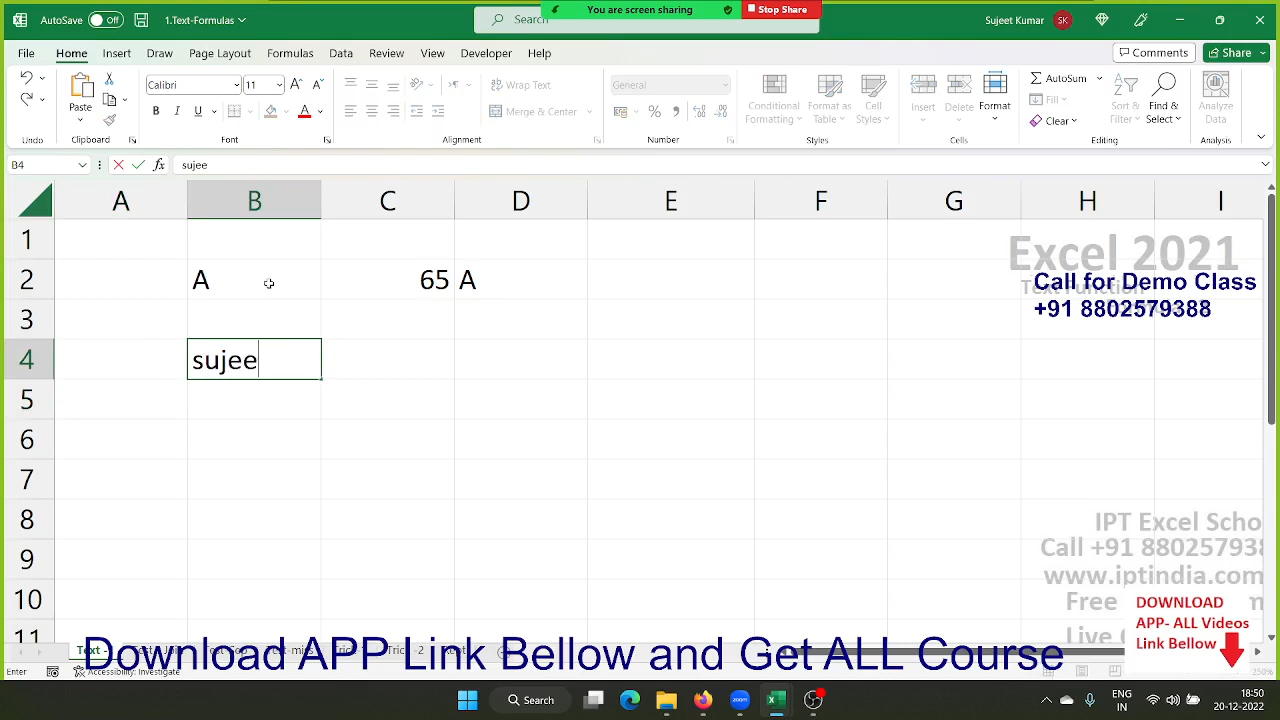 AutoSave Off 1.Text-Formulas
Search
You are screen sharing
Stop Share
Sujeet Kumar SK
File Home Insert Draw Page Layout Formulas Data Review View Developer Help
Comments Share
Paste
Calibri 11
B I U A
Wrap Text
Merge & Center
General
Conditional Formatting
Format Table
Styles
Insert
Delete
Format
AutoSum
Fill
Clear
Filter
Find & Select
Analyze Data
Undo Clipboard Font Alignment Number Styles Cells Editing Analysis
B4 fx sujee
A B C D E F G H I
1
2 A 65 A
3
4 sujee
5
6
7
8
9
10
11
Excel 2021
Call for Demo Class
+91 8802579388
IPT Excel Scho
Call +91 880257938
www.iptindia.com
Free
Live
DOWNLOAD
APP- ALL Videos
Link Bellow
Download APP Link Bellow and Get ALL Course
Enter Accessibility: Investigate 250%
Search
zoom
ENG
IN
18:50
20-12-2022